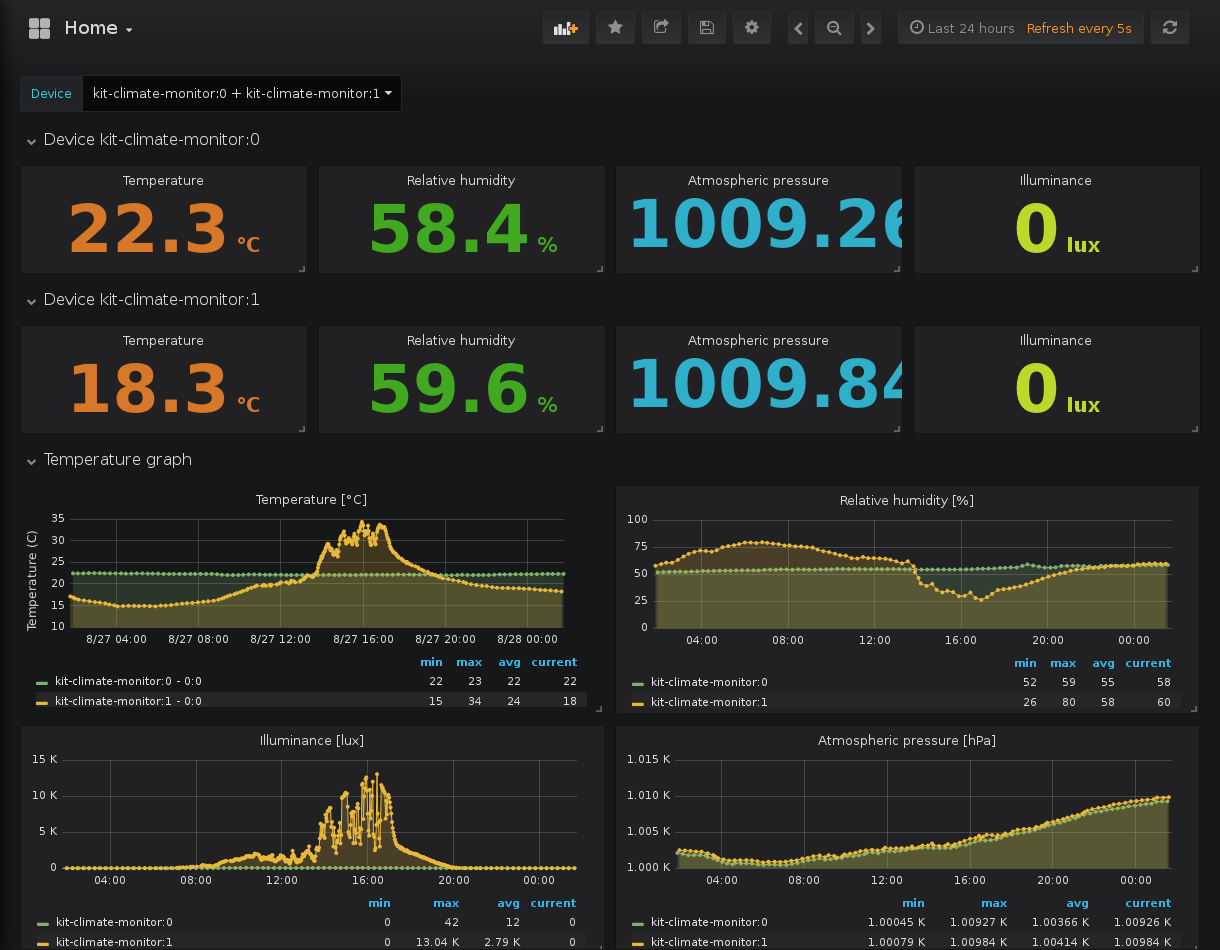 Home
Last 24 hours Refresh every 5s
Device kit-climate-monitor:0 + kit-climate-monitor:1
Device kit-climate-monitor:0
Temperature Relative humidity Atmospheric pressure Illuminance
22.3 °C 58.4 % 1009.26 0 lux
Device kit-climate-monitor:1
Temperature Relative humidity Atmospheric pressure Illuminance
18.3 °C 59.6 % 1009.84 0 lux
Temperature graph
Temperature [°C]
Temperature (C)
35
30
25
20
15
10
8/27 04:00 8/27 08:00 8/27 12:00 8/27 16:00 8/27 20:00 8/28 00:00
min max avg current
kit-climate-monitor:0 - 0:0 22 23 22 22
kit-climate-monitor:1 - 0:0 15 34 24 18
Relative humidity [%]
100
75
50
25
0
04:00 08:00 12:00 16:00 20:00 00:00
min max avg current
kit-climate-monitor:0 52 59 55 58
kit-climate-monitor:1 26 80 58 60
Illuminance [lux]
15 K
10 K
5 K
0
04:00 08:00 12:00 16:00 20:00 00:00
min max avg current
kit-climate-monitor:0 0 42 12 0
kit-climate-monitor:1 0 13.04 K 2.79 K 0
Atmospheric pressure [hPa]
1.015 K
1.010 K
1.005 K
1.000 K
04:00 08:00 12:00 16:00 20:00 00:00
min max avg current
kit-climate-monitor:0 1.00045 K 1.00927 K 1.00366 K 1.00926 K
kit-climate-monitor:1 1.00079 K 1.00984 K 1.00414 K 1.00984 K